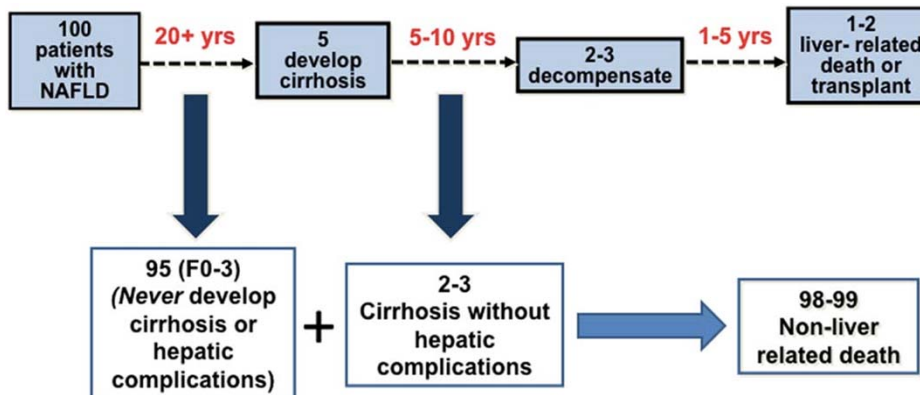 100
patients
with
NAFLD
20+ yrs
5
develop
cirrhosis
5-10 yrs
2-3
decompensate
1-5 yrs
1-2
liver- related
death or
transplant
95 (F0-3)
(Never develop
cirrhosis or
hepatic
complications)
+
2-3
Cirrhosis without
hepatic
complications
98-99
Non-liver
related death